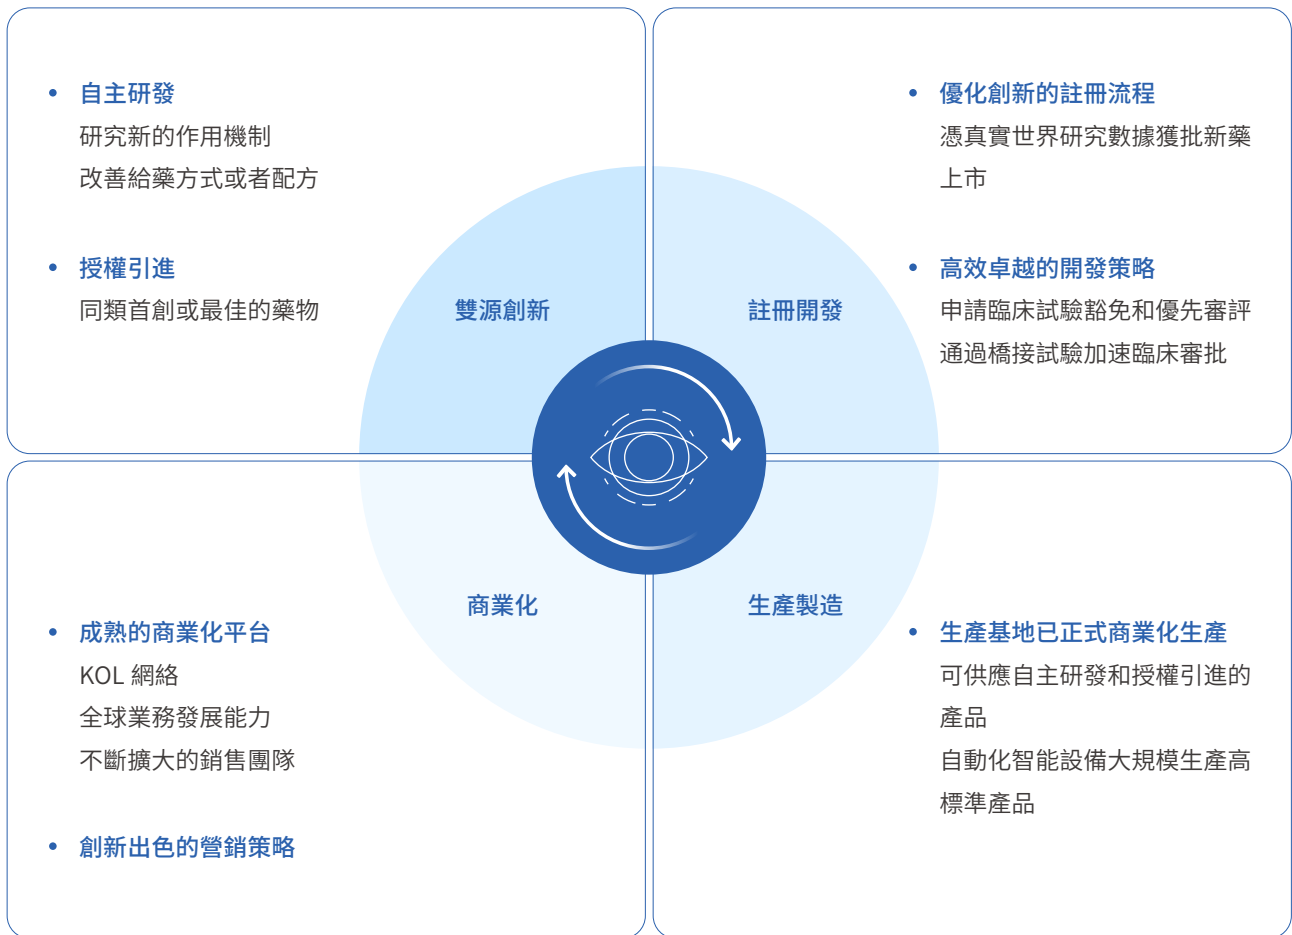 自主研發
研究新的作用機制
改善給藥方式或者配方
授權引進
同類首創或最佳的藥物
雙源創新
優化創新的註冊流程
憑真實世界研究數據獲批新藥
上市
高效卓越的開發策略
申請臨床試驗豁免和優先審評
通過橋接試驗加速臨床審批
註冊開發
商業化
成熟的商業化平台
KOL 網絡
全球業務發展能力
不斷擴大的銷售團隊
創新出色的營銷策略
生產製造
生產基地已正式商業化生產
可供應自主研發和授權引進的
產品
自動化智能設備大規模生產高
標準產品